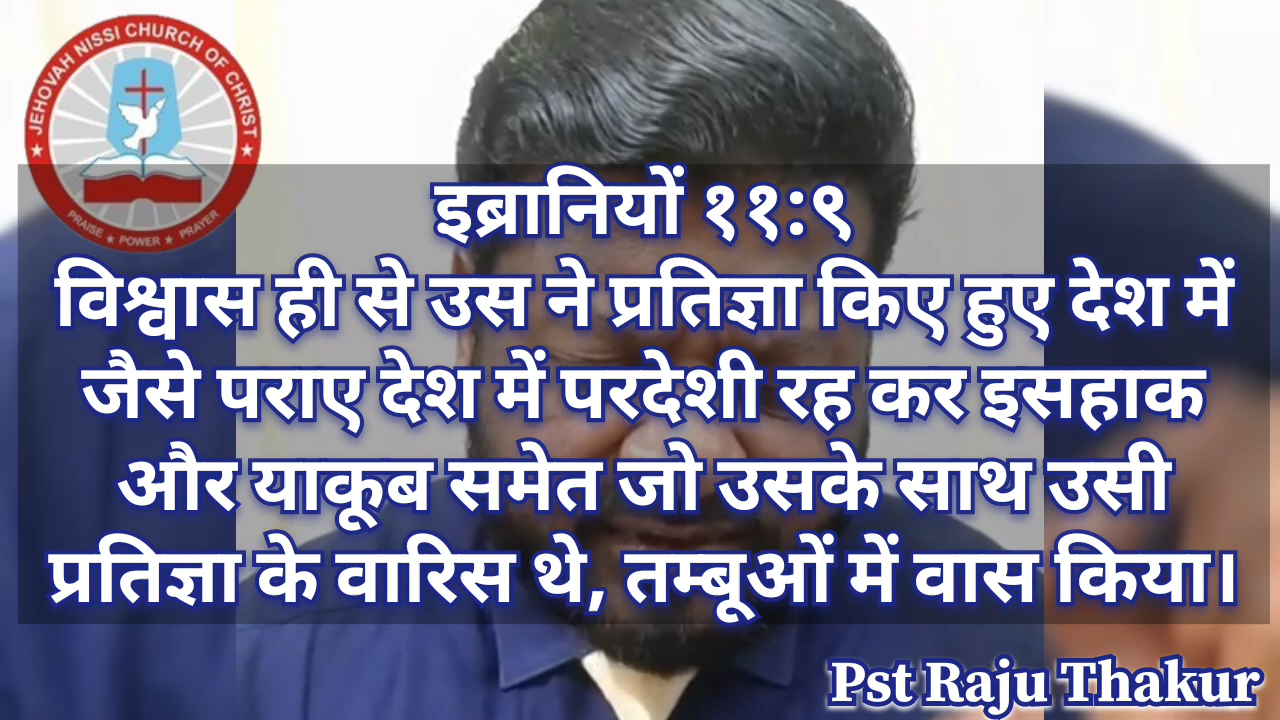 JEHOVAH NISSI CHURCH OF CHRIST
PRAISE ★ POWER ★ PRAYER
इब्रानियों ११:९
विश्वास ही से उस ने प्रतिज्ञा किए हुए देश में
जैसे पराए देश में परदेशी रह कर इसहाक
और याकूब समेत जो उसके साथ उसी
प्रतिज्ञा के वारिस थे, तम्बूओं में वास किया।
Pst Raju Thakur